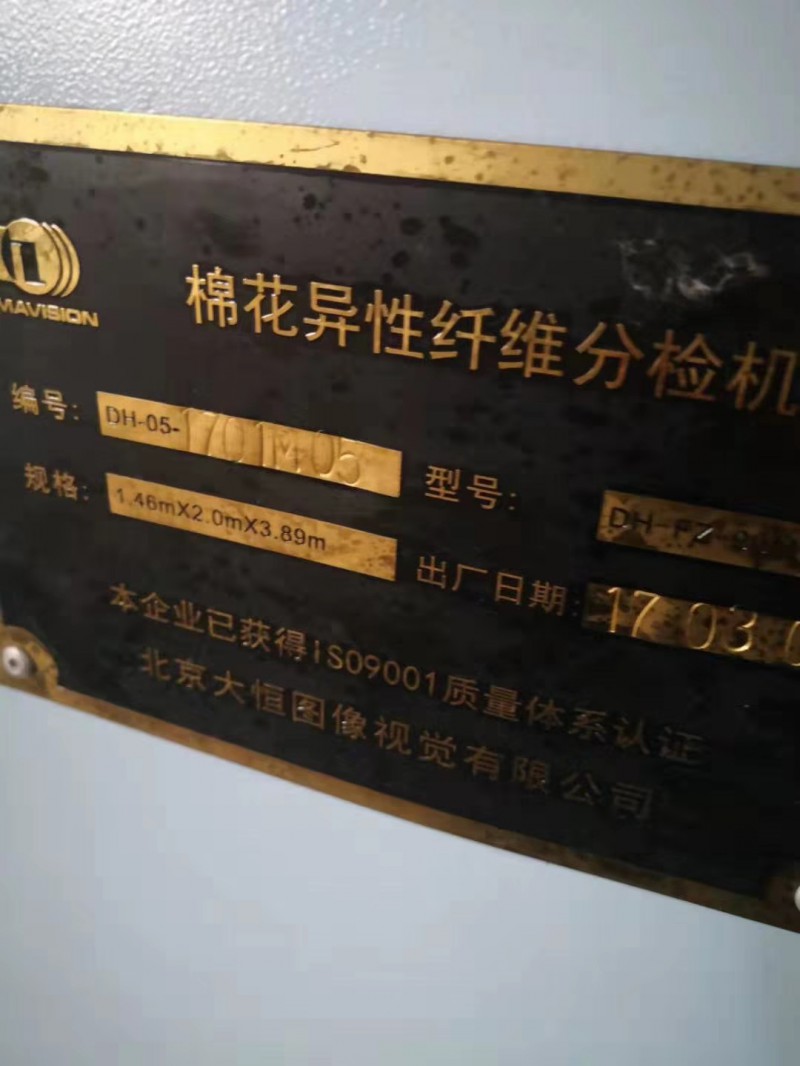 MAVISION
棉花异性纤维分检机
编号: DH-05-1701M05 型号:
规格: 1.46mX2.0mX3.89m 出厂日期: 17 03
本企业已获得ISO9001质量体系认证
北京大恒图像视觉有限公司